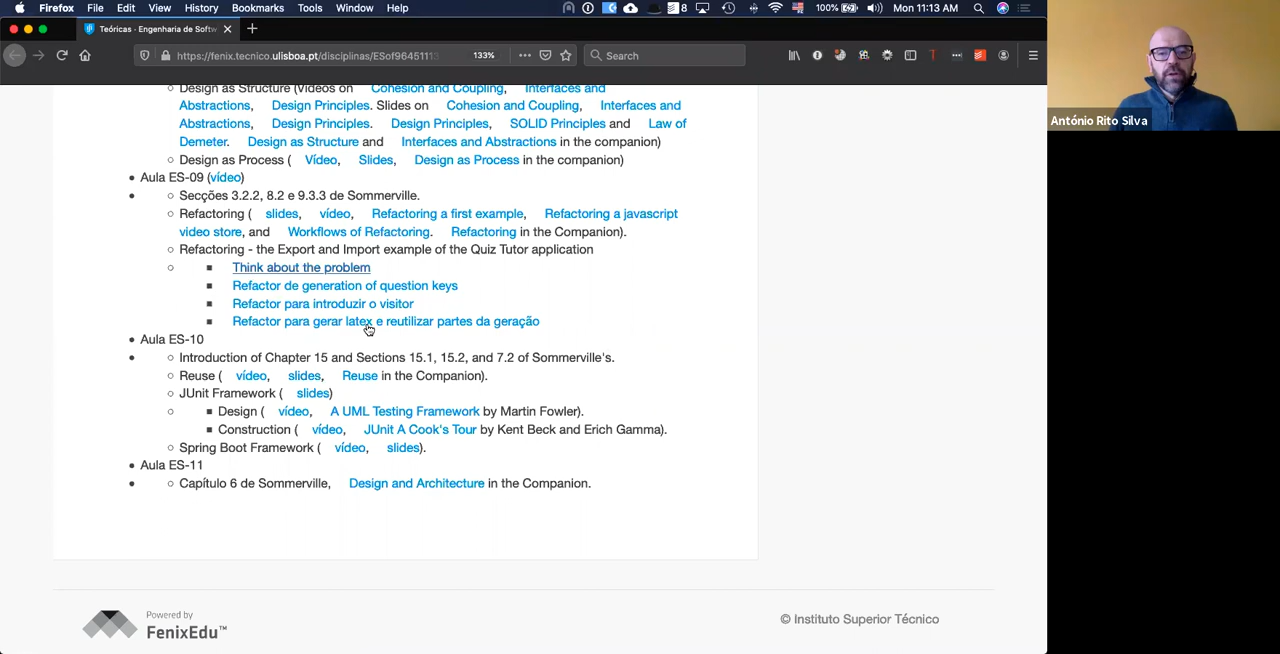 Firefox File Edit View History Bookmarks Tools Window Help 8 100% Mon 11:13 AM
Teóricas · Engenharia de Softw
https://fenix.tecnico.ulisboa.pt/disciplinas/ESof96451113 133% Search
António Rito Silva
Design as Structure (Vídeos on Cohesion and Coupling, Interfaces and
Abstractions, Design Principles. Slides on Cohesion and Coupling, Interfaces and
Abstractions, Design Principles. Design Principles, SOLID Principles and Law of
Demeter. Design as Structure and Interfaces and Abstractions in the companion)
Design as Process ( Vídeo, Slides, Design as Process in the companion)
Aula ES-09 (vídeo)
Secções 3.2.2, 8.2 e 9.3.3 de Sommerville.
Refactoring ( slides, vídeo, Refactoring a first example, Refactoring a javascript
video store, and Workflows of Refactoring. Refactoring in the Companion).
Refactoring - the Export and Import example of the Quiz Tutor application
Think about the problem
Refactor de generation of question keys
Refactor para introduzir o visitor
Refactor para gerar latex e reutilizar partes da geração
Aula ES-10
Introduction of Chapter 15 and Sections 15.1, 15.2, and 7.2 of Sommerville's.
Reuse ( vídeo, slides, Reuse in the Companion).
JUnit Framework ( slides)
Design ( vídeo, A UML Testing Framework by Martin Fowler).
Construction ( vídeo, JUnit A Cook's Tour by Kent Beck and Erich Gamma).
Spring Boot Framework ( vídeo, slides).
Aula ES-11
Capítulo 6 de Sommerville, Design and Architecture in the Companion.
Powered by
FenixEdu™
© Instituto Superior Técnico